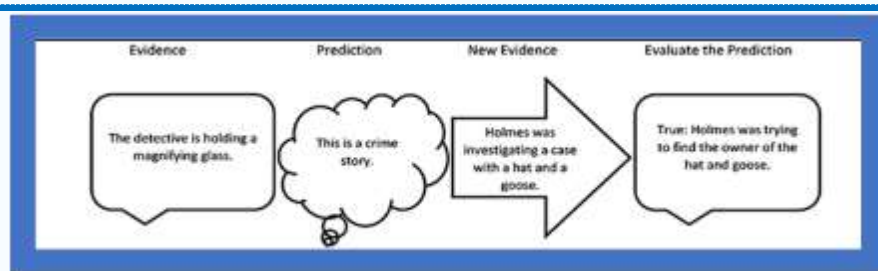 Evidence
Prediction
New Evidence
Evaluate the Prediction
The detective is holding a
magnifying glass.
This is a crime
story.
Holmes was
investigating a case
with a hat and a
goose.
True: Holmes was trying
to find the owner of the
hat and goose.